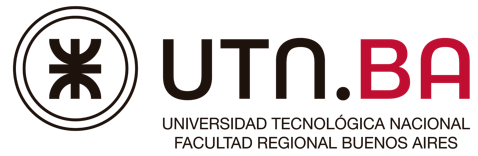 UTN.BA
UNIVERSIDAD TECNOLÓGICA NACIONAL
FACULTAD REGIONAL BUENOS AIRES